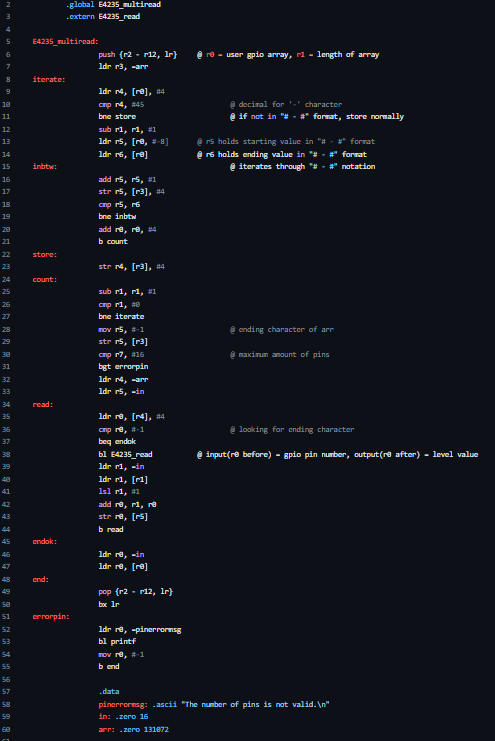 2 .global E4235_multiread
3 .extern E4235_read
4
5 E4235_multiread:
6 push {r2 - r12, lr} @ r0 = user gpio array, r1 = length of array
7 ldr r3, =arr
8 iterate:
9 ldr r4, [r0], #4
10 cmp r4, #45 @ decimal for '-' character
11 bne store @ if not in "# - #" format, store normally
12 sub r1, r1, #1
13 ldr r5, [r0, #-8] @ r5 holds starting value in "# - #" format
14 ldr r6, [r0] @ r6 holds ending value in "# - #" format
15 inbtw: @ iterates through "# - #" notation
16 add r5, r5, #1
17 str r5, [r3], #4
18 cmp r5, r6
19 bne inbtw
20 add r0, r0, #4
21 b count
22 store:
23 str r4, [r3], #4
24 count:
25 sub r1, r1, #1
26 cmp r1, #0
27 bne iterate
28 mov r5, #-1 @ ending character of arr
29 str r5, [r3]
30 cmp r7, #16 @ maximum amount of pins
31 bgt errorpin
32 ldr r4, =arr
33 ldr r5, =in
34 read:
35 ldr r0, [r4], #4
36 cmp r0, #-1 @ looking for ending character
37 beq endok
38 bl E4235_read @ input(r0 before) = gpio pin number, output(r0 after) = level value
39 ldr r1, =in
40 ldr r1, [r1]
41 lsl r1, #1
42 add r0, r1, r0
43 str r0, [r5]
44 b read
45 endok:
46 ldr r0, =in
47 ldr r0, [r0]
48 end:
49 pop {r2 - r12, lr}
50 bx lr
51 errorpin:
52 ldr r0, =pinerrormsg
53 bl printf
54 mov r0, #-1
55 b end
56
57 .data
58 pinerrormsg: .ascii "The number of pins is not valid.\n"
59 in: .zero 16
60 arr: .zero 131072